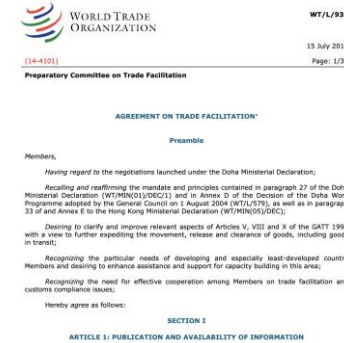 WORLD TRADE
ORGANIZATION
WT/L/93
15 July 201
(14-4101)
Page: 1/3
Preparatory Committee on Trade Facilitation
AGREEMENT ON TRADE FACILITATION*
Preamble
Members,
Having regard to the negotiations launched under the Doha Ministerial Declaration;
Recalling and reaffirming the mandate and principles contained in paragraph 27 of the Doh
Ministerial Declaration (WT/MIN(01)/DEC/1) and in Annex D of the Decision of the Doha Wor
Programme adopted by the General Council on 1 August 2004 (WT/L/579), as well as in paragrap
33 of and Annex E to the Hong Kong Ministerial Declaration (WT/MIN(05)/DEC);
Desiring to clarify and improve relevant aspects of Articles V, VIII and X of the GATT 199
with a view to further expediting the movement, release and clearance of goods, including good
in transit;
Recognizing the particular needs of developing and especially least-developed countr
Members and desiring to enhance assistance and support for capacity building in this area;
Recognizing the need for effective cooperation among Members on trade facilitation an
customs compliance issues;
Hereby agree as follows:
SECTION I
ARTICLE 1: PUBLICATION AND AVAILABILITY OF INFORMATION